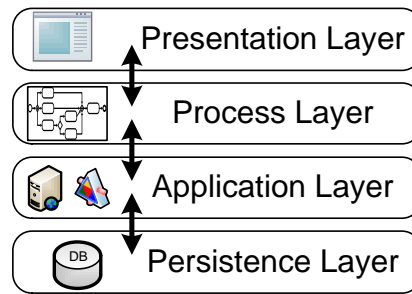 Presentation Layer
Process Layer
Application Layer
DB
Persistence Layer